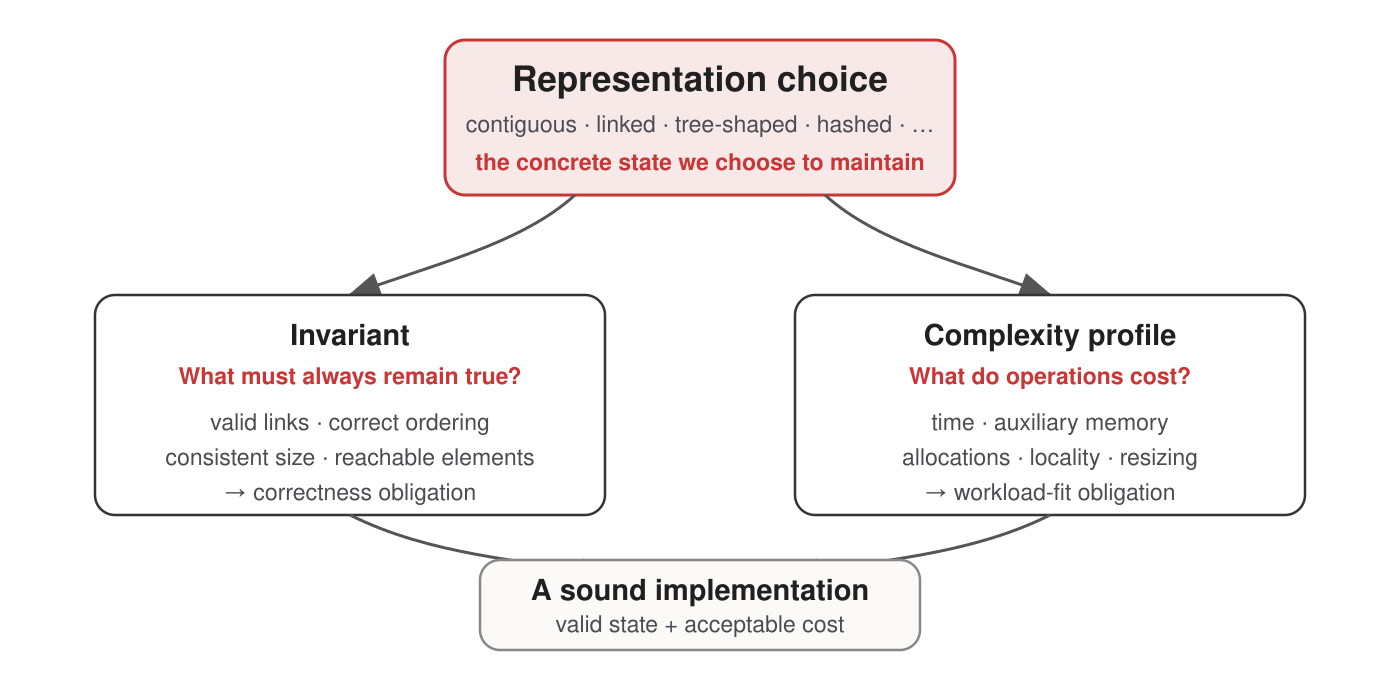 Representation choice
contiguous · linked · tree-shaped · hashed · …
the concrete state we choose to maintain
Invariant
What must always remain true?
valid links · correct ordering
consistent size · reachable elements
→ correctness obligation
Complexity profile
What do operations cost?
time · auxiliary memory
allocations · locality · resizing
→ workload-fit obligation
A sound implementation
valid state + acceptable cost